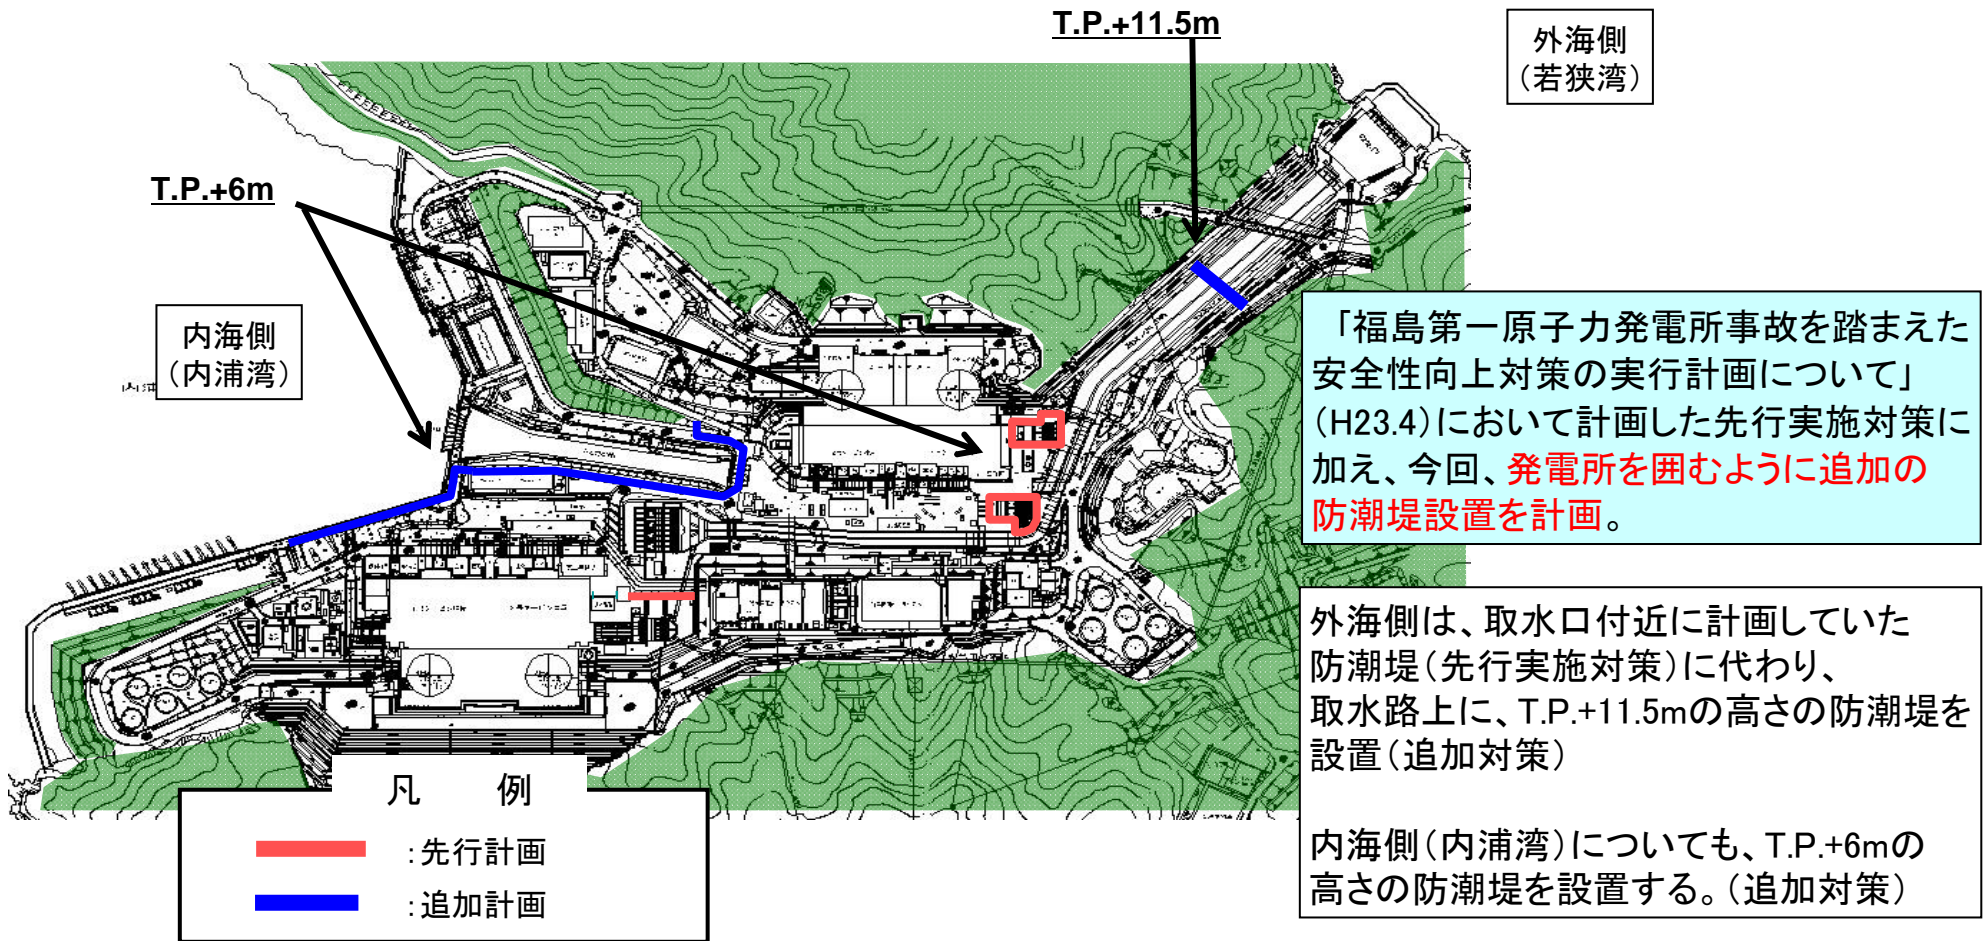 T.P.+11.5m
外海側
（若狭湾）
T.P.+6m
内海側
（内浦湾）
「福島第一原子力発電所事故を踏まえた
安全性向上対策の実行計画について」
（H23.4）において計画した先行実施対策に
加え、今回、発電所を囲むように追加の
防潮堤設置を計画。
外海側は、取水口付近に計画していた
防潮堤（先行実施対策）に代わり、
取水路上に、T.P.+11.5mの高さの防潮堤を
設置（追加対策）
内海側（内浦湾）についても、T.P.+6mの
高さの防潮堤を設置する。（追加対策）
凡　例
：先行計画
：追加計画